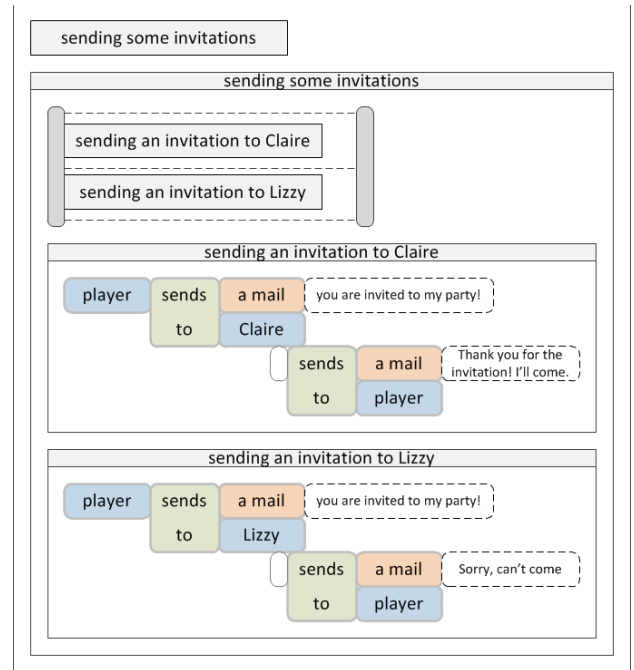 sending some invitations
sending some invitations
sending an invitation to Claire
sending an invitation to Lizzy
sending an invitation to Claire
player sends a mail you are invited to my party!
to Claire
sends a mail Thank you for the
invitation! I'll come.
to player
sending an invitation to Lizzy
player sends a mail you are invited to my party!
to Lizzy
sends a mail Sorry, can't come
to player